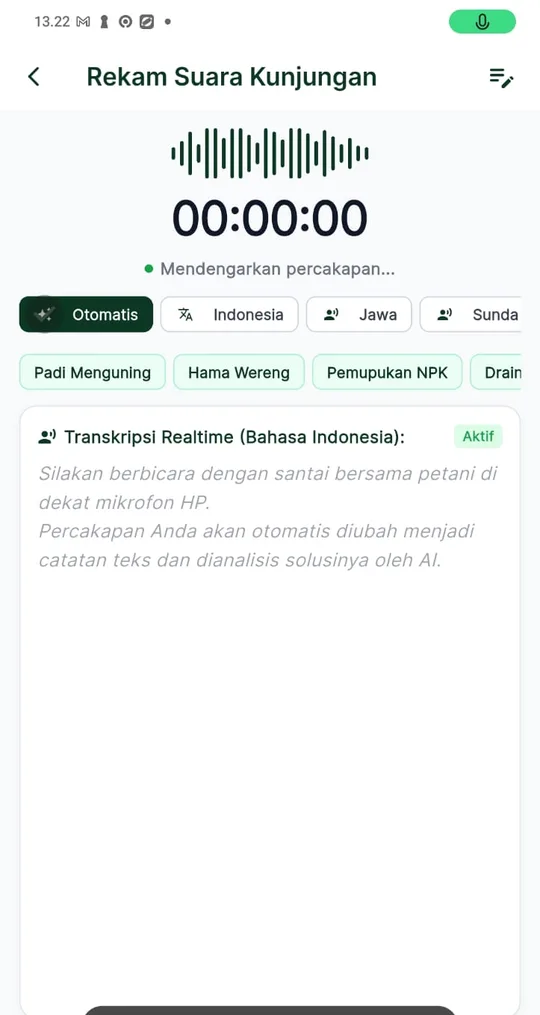 13.22
Rekam Suara Kunjungan
00:00:00
Mendengarkan percakapan...
Otomatis Indonesia Jawa Sunda
Padi Menguning Hama Wereng Pemupukan NPK Drain
Transkripsi Realtime (Bahasa Indonesia): Aktif
Silakan berbicara dengan santai bersama petani di
dekat mikrofon HP.
Percakapan Anda akan otomatis diubah menjadi
catatan teks dan dianalisis solusinya oleh AI.